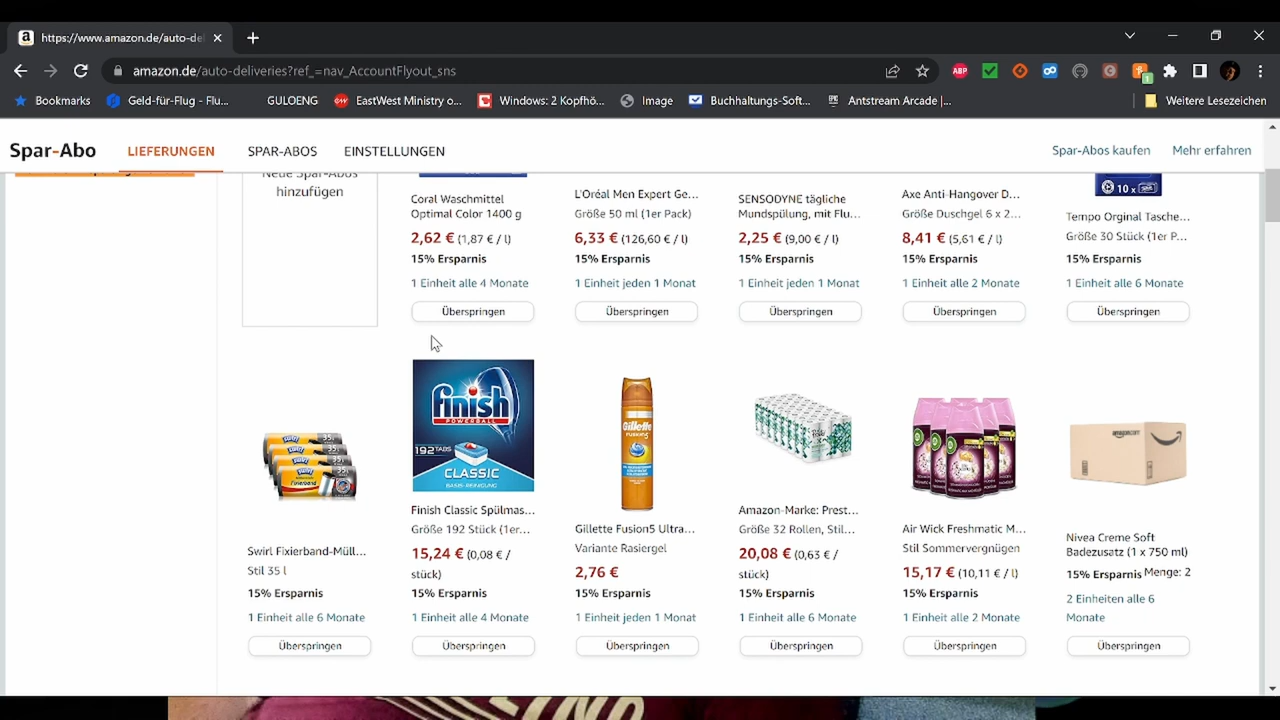 https://www.amazon.de/auto-de
amazon.de/auto-deliveries?ref_=nav_AccountFlyout_sns
ABP
1
Bookmarks
Geld-für-Flug - Flu...
GULOENG
EastWest Ministry o...
Windows: 2 Kopfhö...
Image
Buchhaltungs-Soft...
Antstream Arcade |...
Weitere Lesezeichen
Spar-Abo
LIEFERUNGEN
SPAR-ABOS
EINSTELLUNGEN
Spar-Abos kaufen
Mehr erfahren
Neue Spar-Abos
hinzufügen
Coral Waschmittel
Optimal Color 1400 g
2,62 € (1,87 € / l)
15% Ersparnis
1 Einheit alle 4 Monate
Überspringen
L'Oréal Men Expert Ge...
Größe 50 ml (1er Pack)
6,33 € (126,60 € / l)
15% Ersparnis
1 Einheit jeden 1 Monat
Überspringen
SENSODYNE tägliche
Mundspülung, mit Flu...
2,25 € (9,00 € / l)
15% Ersparnis
1 Einheit jeden 1 Monat
Überspringen
Axe Anti-Hangover D...
Größe Duschgel 6 x 2...
8,41 € (5,61 € / l)
15% Ersparnis
1 Einheit alle 2 Monate
Überspringen
10x
Tempo Orginal Tasche...
Größe 30 Stück (1er P...
15% Ersparnis
1 Einheit alle 6 Monate
Überspringen
Swirl Fixierband-Müll...
Stil 35 l
15% Ersparnis
1 Einheit alle 6 Monate
Überspringen
finish
POWERBALL
192 TABS
CLASSIC
BASIS-REINIGUNG
Finish Classic Spülmas...
Größe 192 Stück (1er...
15,24 € (0,08 € /
stück)
15% Ersparnis
1 Einheit alle 4 Monate
Überspringen
Gillette
FUSION5
Gillette Fusion5 Ultra...
Variante Rasiergel
2,76 €
15% Ersparnis
1 Einheit jeden 1 Monat
Überspringen
Amazon-Marke: Prest...
Größe 32 Rollen, Stil...
20,08 € (0,63 € /
stück)
15% Ersparnis
1 Einheit alle 6 Monate
Überspringen
Air Wick Freshmatic M...
Stil Sommervergnügen
15,17 € (10,11 € / l)
15% Ersparnis
1 Einheit alle 2 Monate
Überspringen
amazon.com
Nivea Creme Soft
Badezusatz (1 x 750 ml)
15% Ersparnis Menge: 2
2 Einheiten alle 6
Monate
Überspringen